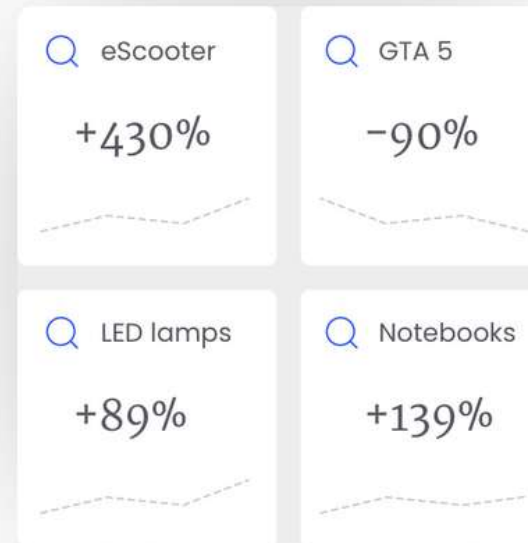 eScooter
+430%
GTA 5
−90%
LED lamps
+89%
Notebooks
+139%